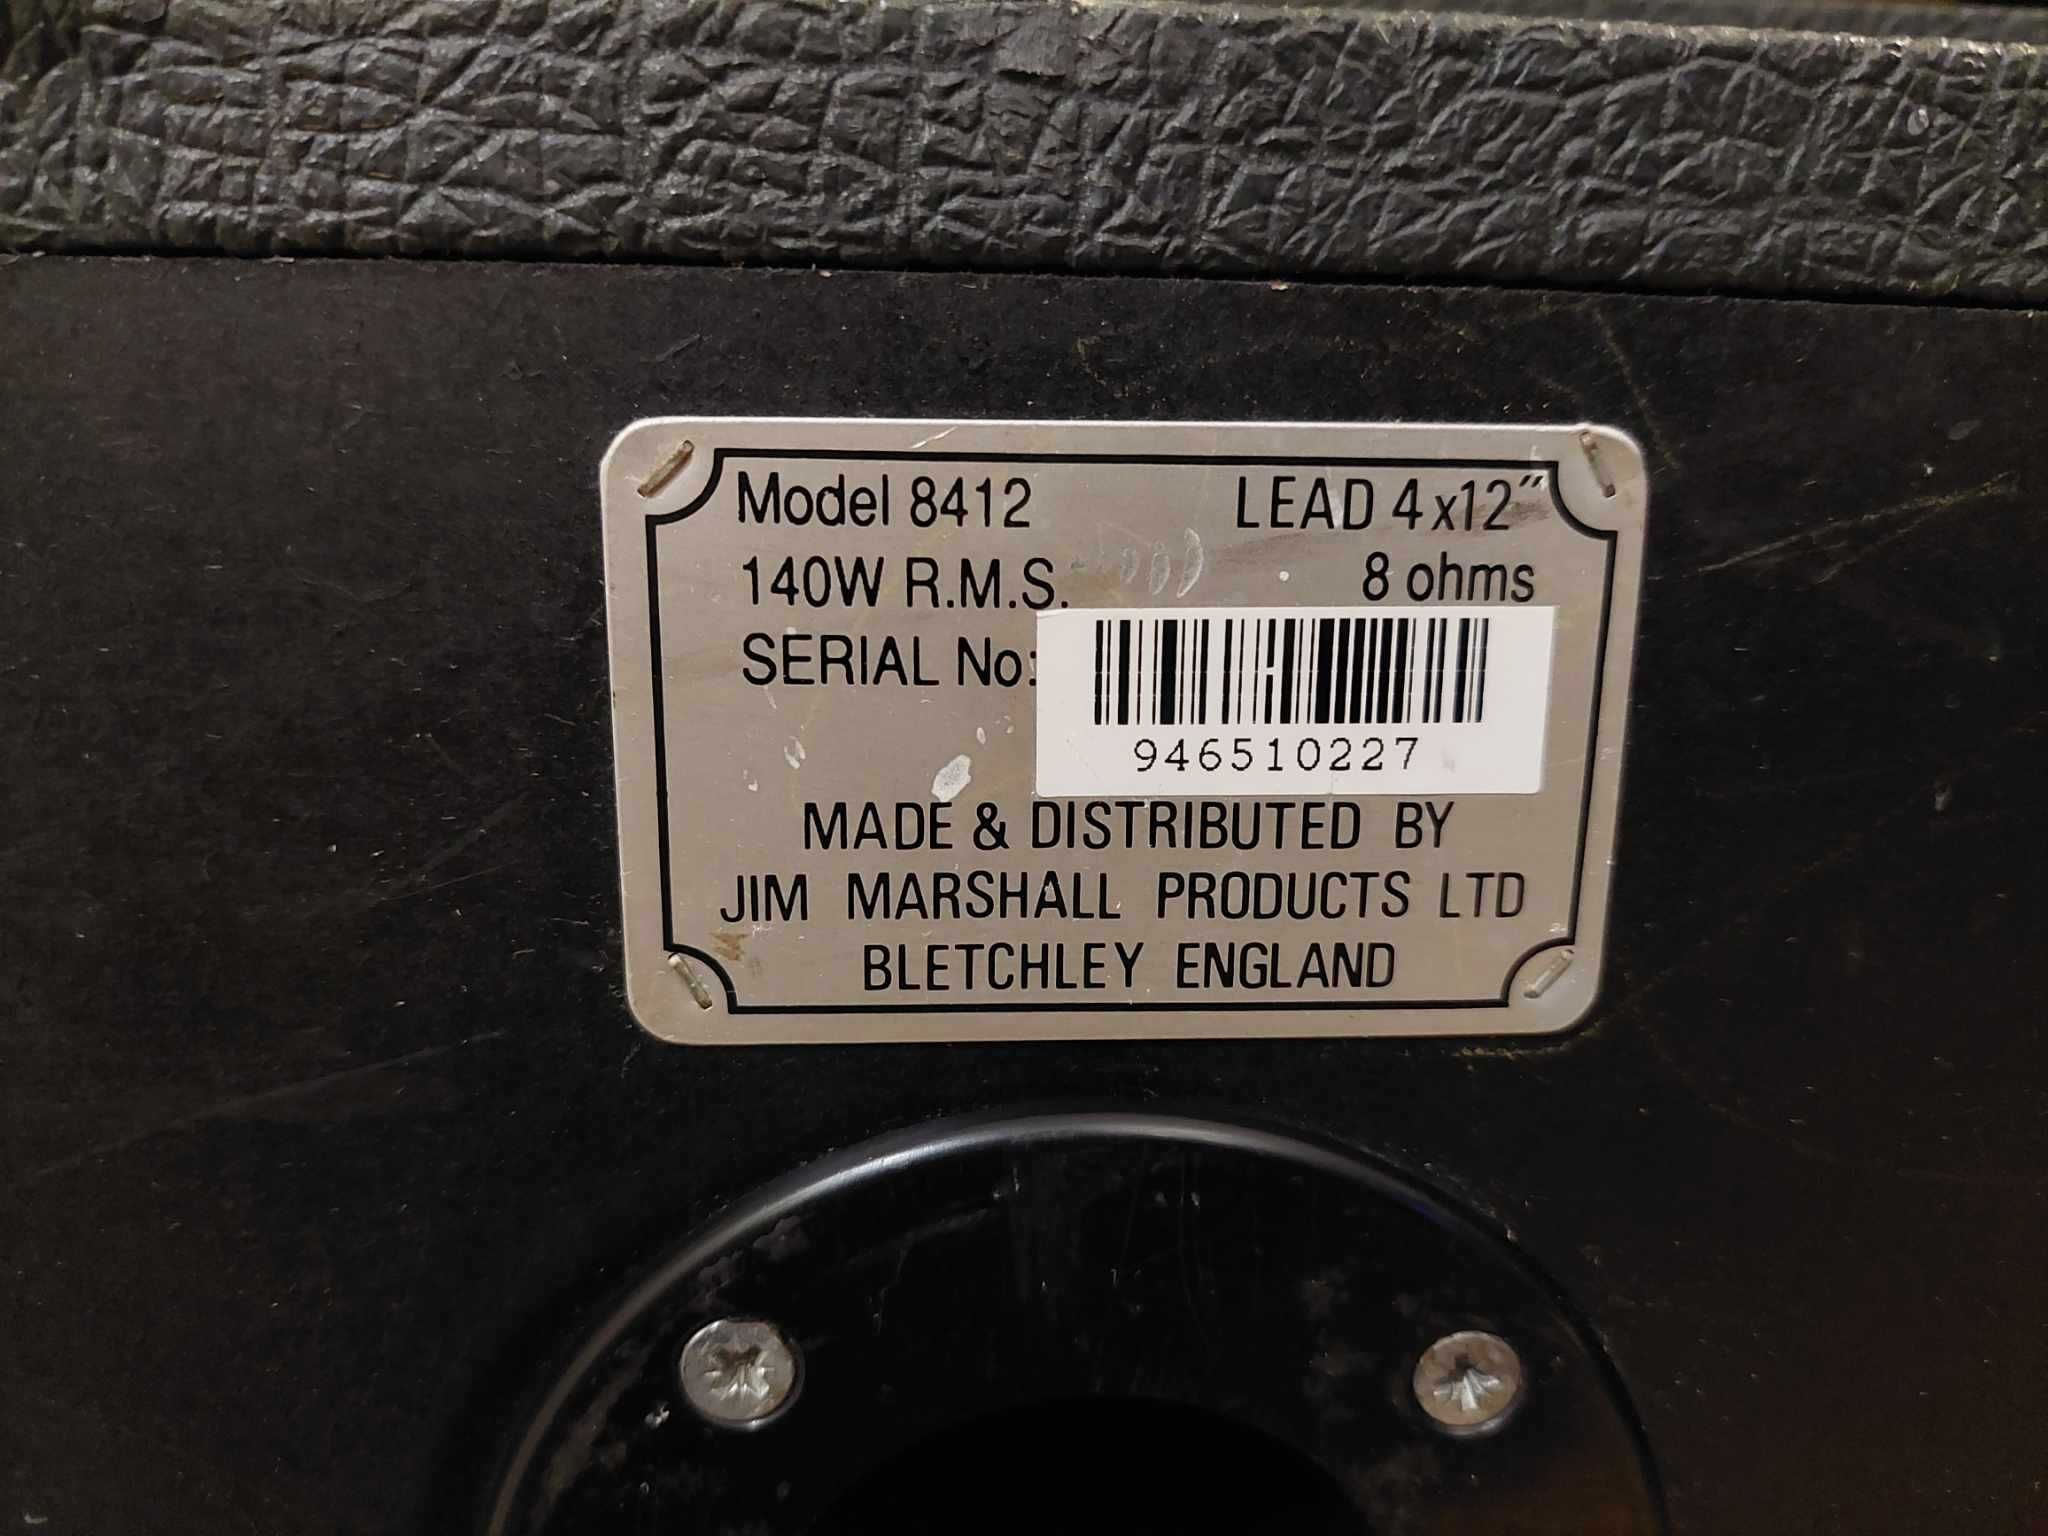 Model 8412 LEAD 4x12"
140W R.M.S. 8 ohms
SERIAL No:
946510227
MADE & DISTRIBUTED BY
JIM MARSHALL PRODUCTS LTD
BLETCHLEY ENGLAND